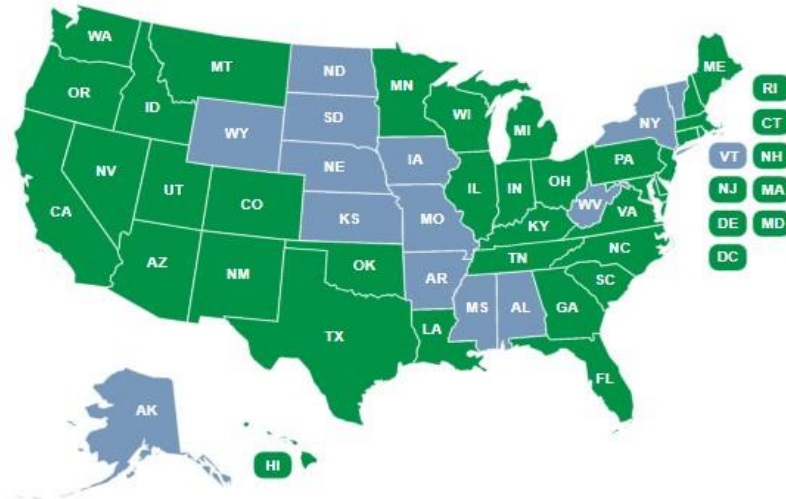 WA
MT
ND
MN
ME
OR
ID
SD
WI
MI
NY
RI
WY
CT
IA
PA
VT
NH
NV
NE
IL
IN
OH
NJ
MA
UT
CO
KS
MO
WV
VA
CA
KY
DE
MD
AZ
NM
OK
AR
TN
NC
DC
SC
TX
LA
MS
AL
GA
FL
AK
HI